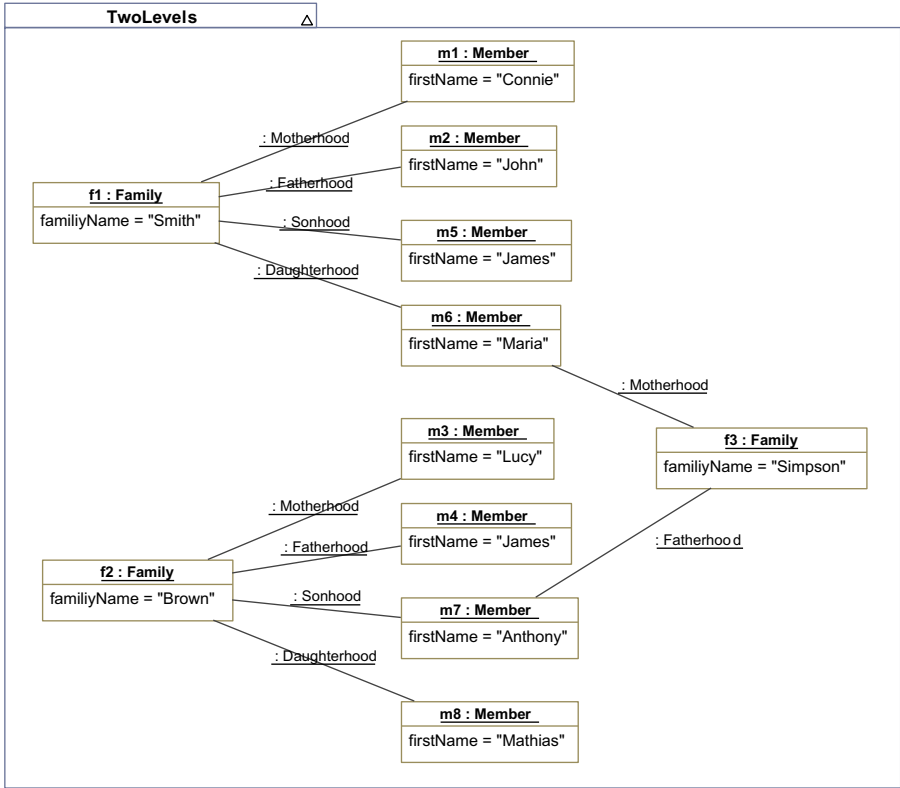 TwoLevels
m1 : Member
firstName = "Connie"
: Motherhood
m2 : Member
firstName = "John"
: Fatherhood
f1 : Family
familiyName = "Smith"
: Sonhood
m5 : Member
firstName = "James"
: Daughterhood
m6 : Member
firstName = "Maria"
: Motherhood
m3 : Member
firstName = "Lucy"
f3 : Family
familiyName = "Simpson"
: Motherhood
m4 : Member
firstName = "James"
: Fatherhood
: Fatherhood
f2 : Family
familiyName = "Brown"
: Sonhood
m7 : Member
firstName = "Anthony"
: Daughterhood
m8 : Member
firstName = "Mathias"